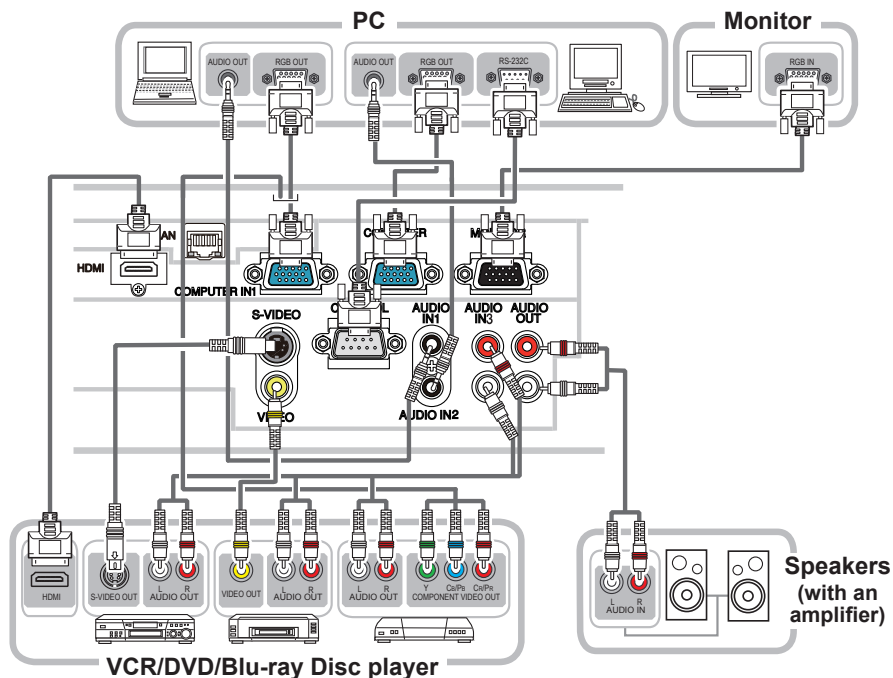 PC
Monitor
AUDIO OUT
RGB OUT
AUDIO OUT
RGB OUT
RS-232C
RGB IN
AN
HDMI
COMPUTER IN1
S-VIDEO
AUDIO IN1
AUDIO IN3
AUDIO OUT
VIDEO
AUDIO IN2
HDMI
S-VIDEO OUT
L R
AUDIO OUT
VIDEO OUT
L R
AUDIO OUT
L R
AUDIO OUT
Y CB/PB CR/PR
COMPONENT VIDEO OUT
L R
AUDIO IN
Speakers
(with an
amplifier)
VCR/DVD/Blu-ray Disc player